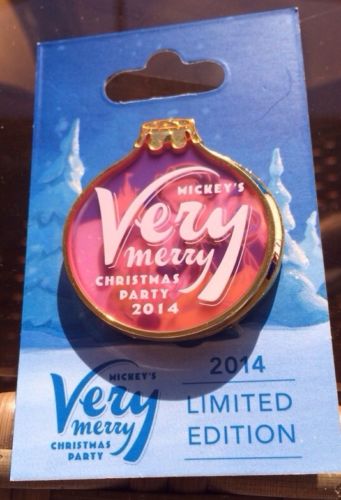 MICKEY'S
Very
merry
CHRISTMAS
PARTY
2014
MICKEY'S
Very
merry
CHRISTMAS
PARTY
2014
LIMITED
EDITION